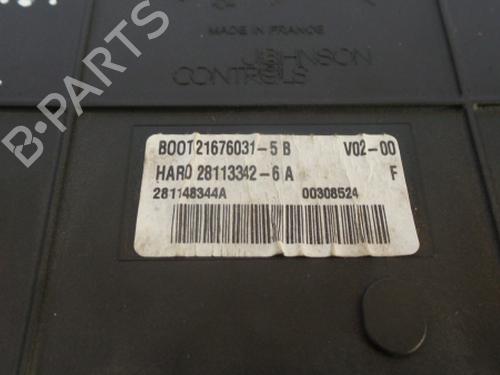 MADE IN FRANCE
JOHNSON
CONTROLS
BOOT 21676031-5 B V02-00
HARD 28113342-6 A F
281148344A 00308524
B-PARTS